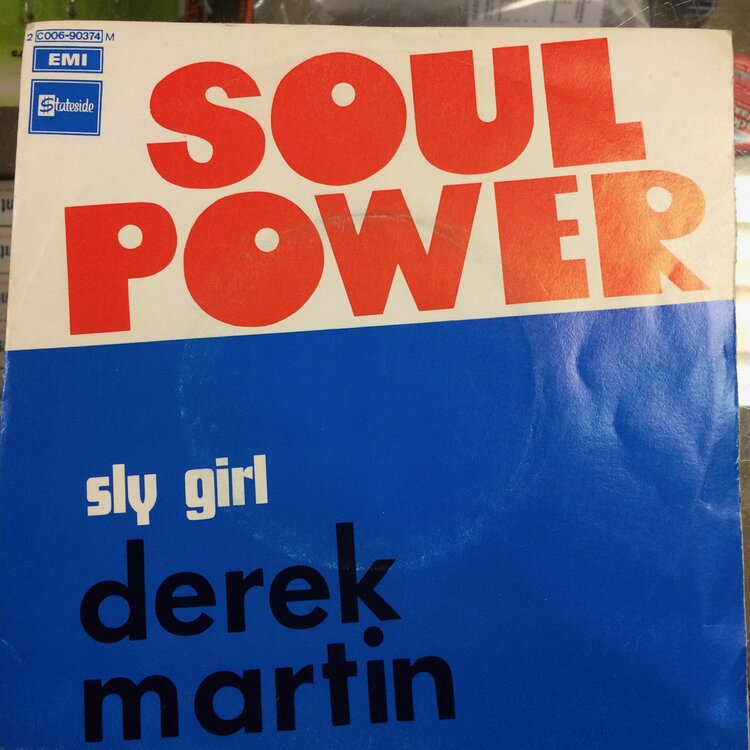 2 C006-90374 M
EMI
Stateside
SOUL
POWER
sly girl
derek
martin